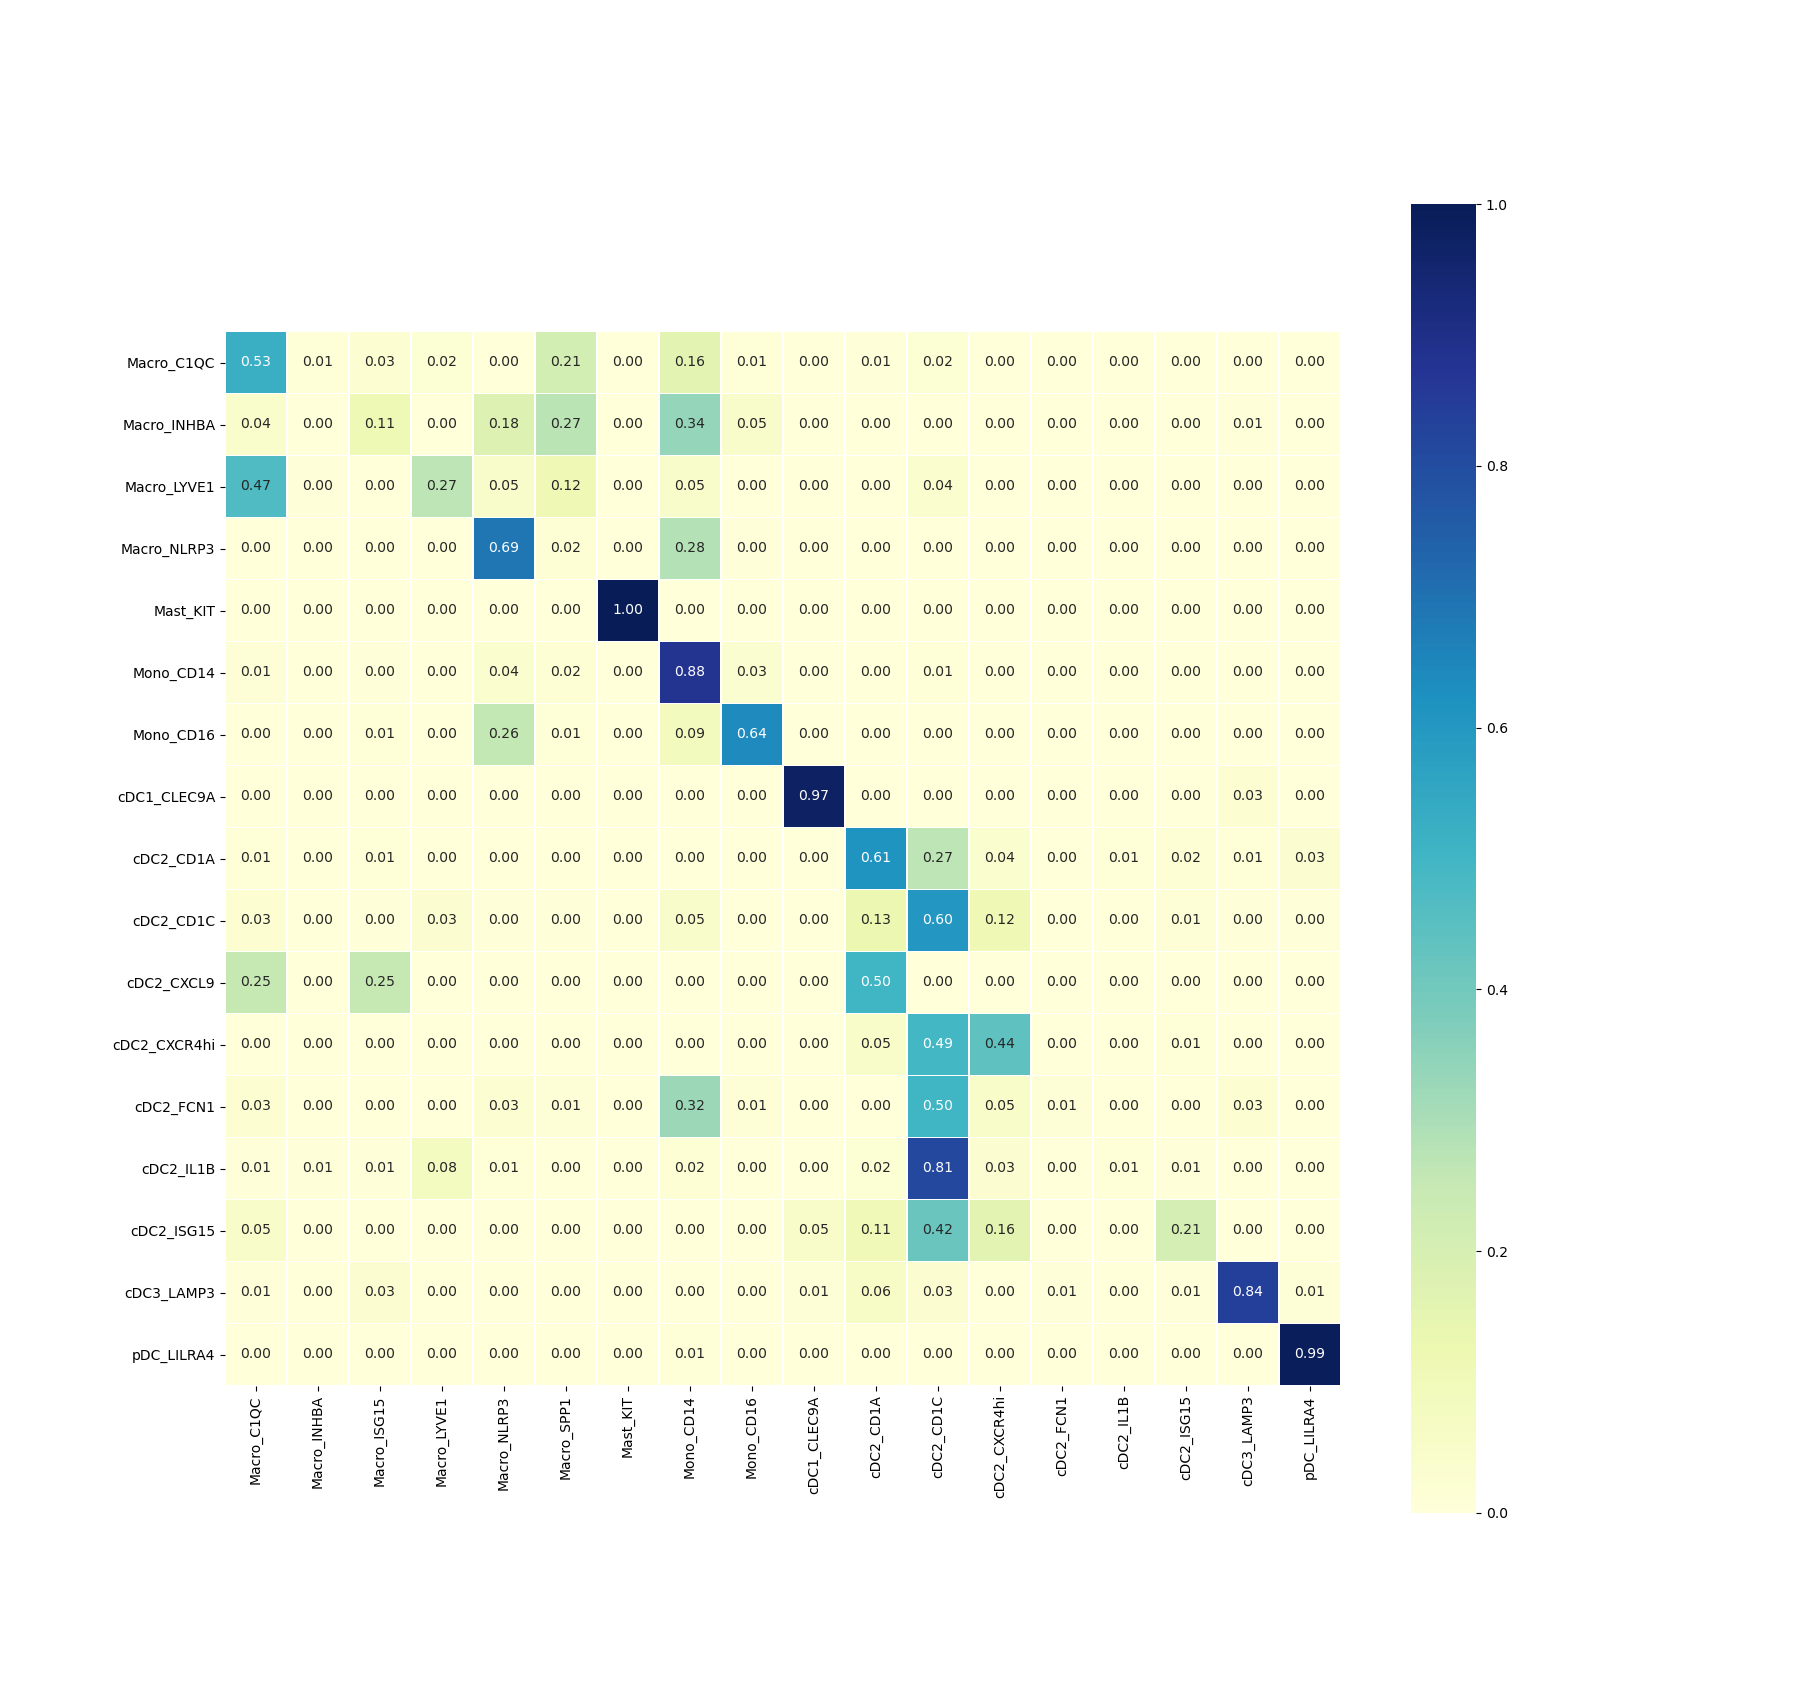 1.0
Macro_C1QC 0.53 0.01 0.03 0.02 0.00 0.21 0.00 0.16 0.01 0.00 0.01 0.02 0.00 0.00 0.00 0.00 0.00 0.00
Macro_INHBA 0.04 0.00 0.11 0.00 0.18 0.27 0.00 0.34 0.05 0.00 0.00 0.00 0.00 0.00 0.00 0.00 0.01 0.00
0.8
Macro_LYVE1 0.47 0.00 0.00 0.27 0.05 0.12 0.00 0.05 0.00 0.00 0.00 0.04 0.00 0.00 0.00 0.00 0.00 0.00
Macro_NLRP3 0.00 0.00 0.00 0.00 0.69 0.02 0.00 0.28 0.00 0.00 0.00 0.00 0.00 0.00 0.00 0.00 0.00 0.00
Mast_KIT 0.00 0.00 0.00 0.00 0.00 0.00 1.00 0.00 0.00 0.00 0.00 0.00 0.00 0.00 0.00 0.00 0.00 0.00
Mono_CD14 0.01 0.00 0.00 0.00 0.04 0.02 0.00 0.88 0.03 0.00 0.00 0.01 0.00 0.00 0.00 0.00 0.00 0.00
0.6
Mono_CD16 0.00 0.00 0.01 0.00 0.26 0.01 0.00 0.09 0.64 0.00 0.00 0.00 0.00 0.00 0.00 0.00 0.00 0.00
cDC1_CLEC9A 0.00 0.00 0.00 0.00 0.00 0.00 0.00 0.00 0.00 0.97 0.00 0.00 0.00 0.00 0.00 0.00 0.03 0.00
cDC2_CD1A 0.01 0.00 0.01 0.00 0.00 0.00 0.00 0.00 0.00 0.00 0.61 0.27 0.04 0.00 0.01 0.02 0.01 0.03
cDC2_CD1C 0.03 0.00 0.00 0.03 0.00 0.00 0.00 0.05 0.00 0.00 0.13 0.60 0.12 0.00 0.00 0.01 0.00 0.00
cDC2_CXCL9 0.25 0.00 0.25 0.00 0.00 0.00 0.00 0.00 0.00 0.00 0.50 0.00 0.00 0.00 0.00 0.00 0.00 0.00
0.4
cDC2_CXCR4hi 0.00 0.00 0.00 0.00 0.00 0.00 0.00 0.00 0.00 0.00 0.05 0.49 0.44 0.00 0.00 0.01 0.00 0.00
cDC2_FCN1 0.03 0.00 0.00 0.00 0.03 0.01 0.00 0.32 0.01 0.00 0.00 0.50 0.05 0.01 0.00 0.00 0.03 0.00
cDC2_IL1B 0.01 0.01 0.01 0.08 0.01 0.00 0.00 0.02 0.00 0.00 0.02 0.81 0.03 0.00 0.01 0.01 0.00 0.00
cDC2_ISG15 0.05 0.00 0.00 0.00 0.00 0.00 0.00 0.00 0.00 0.05 0.11 0.42 0.16 0.00 0.00 0.21 0.00 0.00
0.2
cDC3_LAMP3 0.01 0.00 0.03 0.00 0.00 0.00 0.00 0.00 0.00 0.01 0.06 0.03 0.00 0.01 0.00 0.01 0.84 0.01
pDC_LILRA4 0.00 0.00 0.00 0.00 0.00 0.00 0.00 0.01 0.00 0.00 0.00 0.00 0.00 0.00 0.00 0.00 0.00 0.99
Macro_C1QC
Macro_INHBA
Macro_ISG15
Macro_LYVE1
Macro_NLRP3
Macro_SPP1
Mast_KIT
Mono_CD14
Mono_CD16
cDC1_CLEC9A
cDC2_CD1A
cDC2_CD1C
cDC2_CXCR4hi
cDC2_FCN1
cDC2_IL1B
cDC2_ISG15
cDC3_LAMP3
pDC_LILRA4
0.0